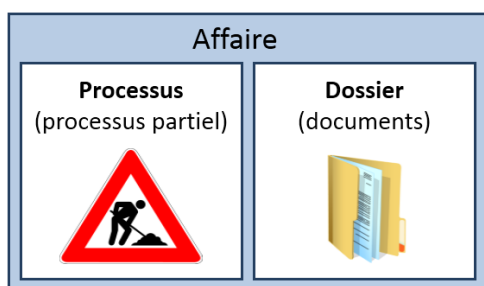 Affaire
Processus
(processus partiel)
Dossier
(documents)